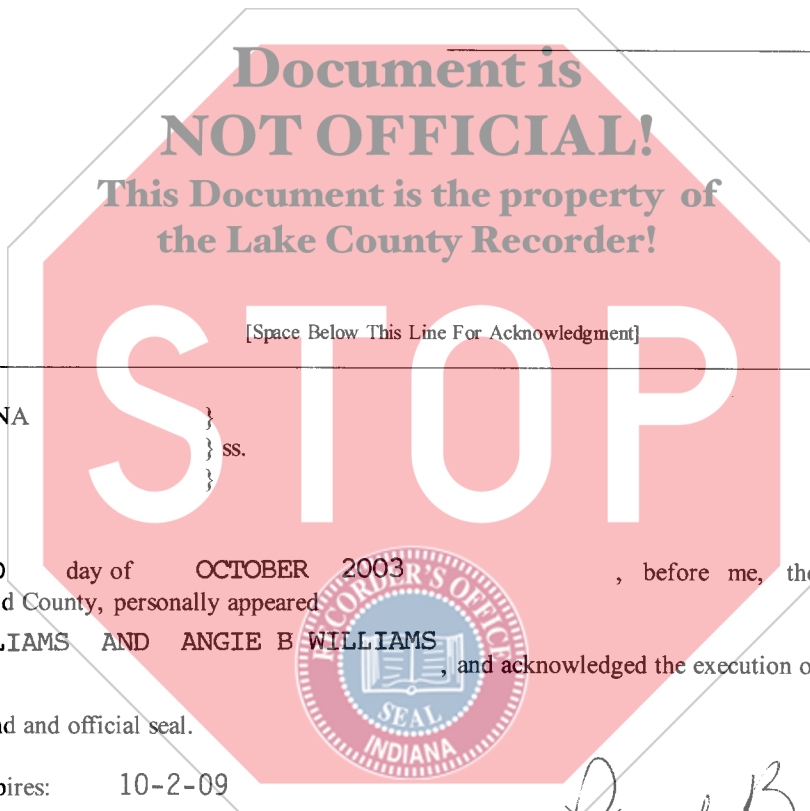 Document is
NOT OFFICIAL!
This Document is the property of
the Lake County Recorder!
STOP
[Space Below This Line For Acknowledgment]
NA }
} ss.
}
day of OCTOBER 2003 , before me, the
d County, personally appeared
LIAMS AND ANGIE B WILLIAMS
, and acknowledged the execution o
nd and official seal.
pires: 10-2-09
RECORDER'S OFFICE
SEAL
INDIANA